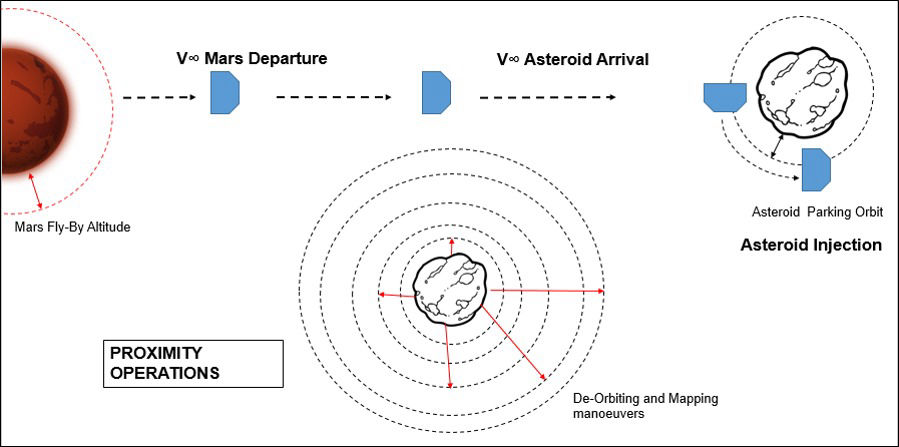 V∞ Mars Departure
V∞ Asteroid Arrival
Mars Fly-By Altitude
Asteroid Parking Orbit
Asteroid Injection
PROXIMITY
OPERATIONS
De-Orbiting and Mapping
manoeuvers